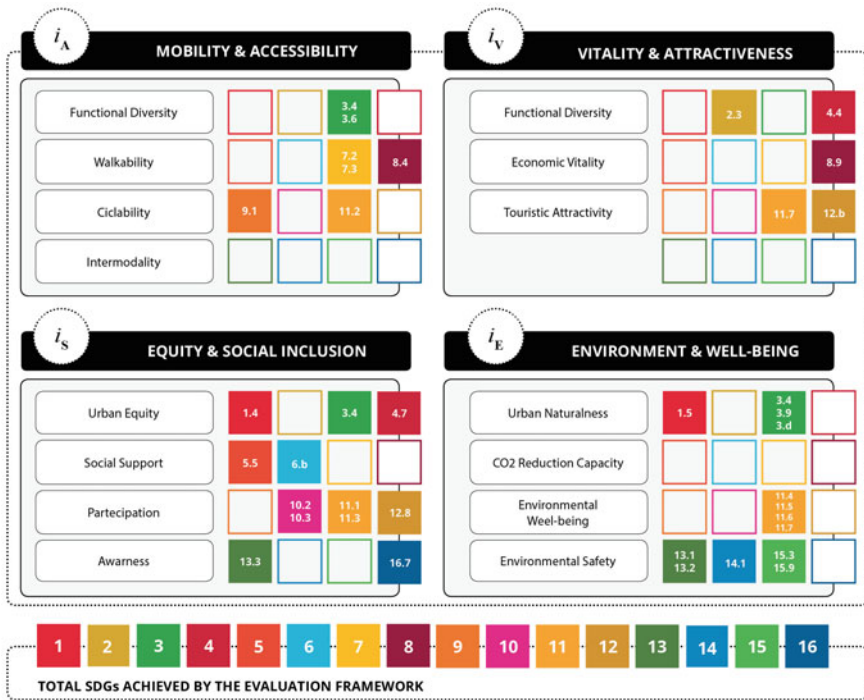 i_A
MOBILITY & ACCESSIBILITY
Functional Diversity
3.4
3.6
Walkability
7.2
7.3
8.4
Ciclability
9.1
11.2
Intermodality
i_V
VITALITY & ATTRACTIVENESS
Functional Diversity
2.3
4.4
Economic Vitality
8.9
Touristic Attractivity
11.7
12.b
i_S
EQUITY & SOCIAL INCLUSION
Urban Equity
1.4
3.4
4.7
Social Support
5.5
6.b
Partecipation
10.2
10.3
11.1
11.3
12.8
Awarness
13.3
16.7
i_E
ENVIRONMENT & WELL-BEING
Urban Naturalness
1.5
3.4
3.9
3.d
CO2 Reduction Capacity
Environmental
Weel-being
11.4
11.5
11.6
11.7
Environmental Safety
13.1
13.2
14.1
15.3
15.9
1 2 3 4 5 6 7 8 9 10 11 12 13 14 15 16
TOTAL SDGs ACHIEVED BY THE EVALUATION FRAMEWORK